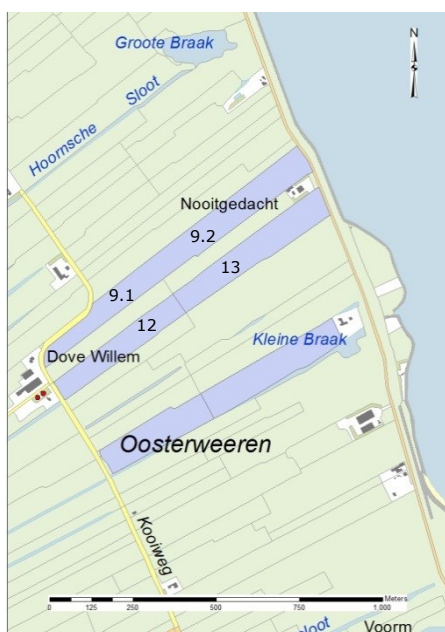 Groote Braak
N
Hoornsche Sloot
Nooitgedacht
9.2
13
9.1
12
Dove Willem
Kleine Braak
Oosterweeren
Kooiweg
Meters
0 125 250 500 750 1.000
Sloot
Voorm